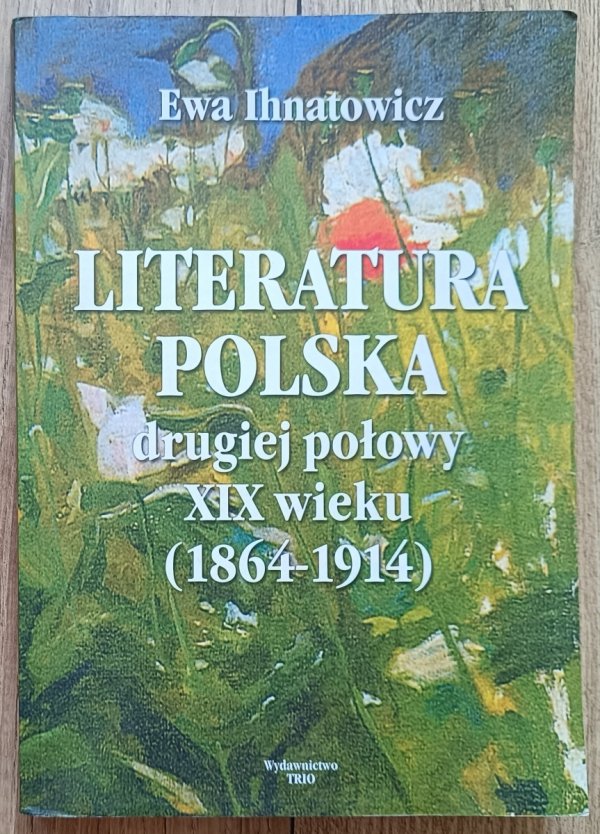 Ewa Ihnatowicz
LITERATURA
POLSKA
drugiej połowy
XIX wieku
(1864-1914)
Wydawnictwo
TRIO